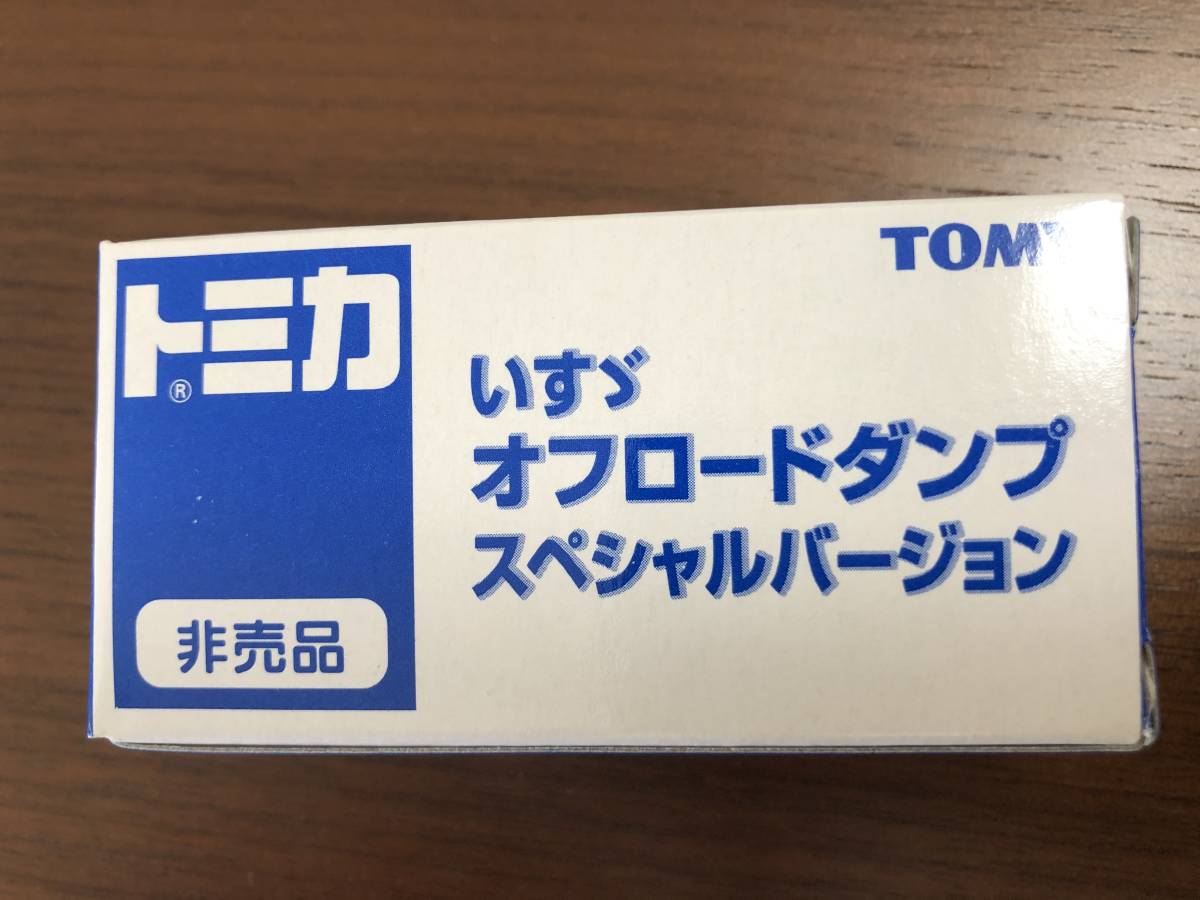 トミカ
®
非売品
TOMY
いすゞ
オフロードダンプ
スペシャルバージョン